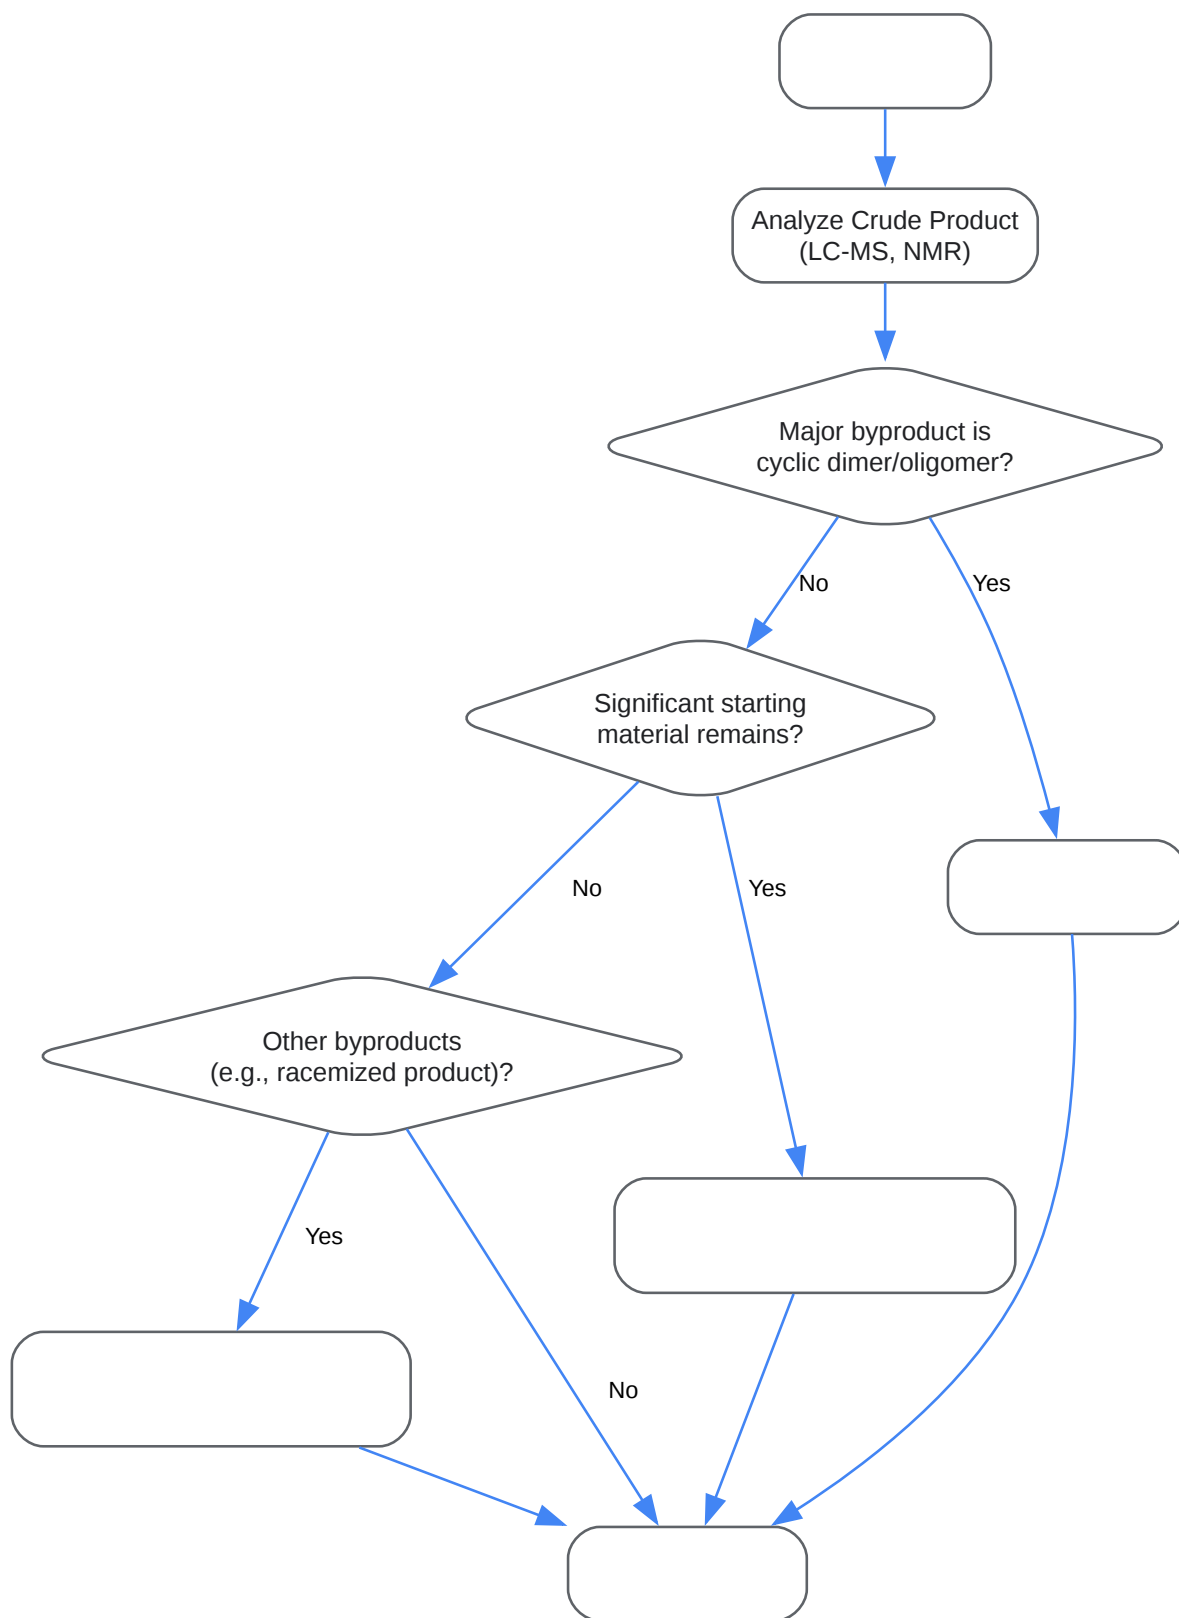 Analyze Crude Product
(LC-MS, NMR)
Major byproduct is
cyclic dimer/oligomer?
No
Yes
Significant starting
material remains?
No
Yes
Other byproducts
(e.g., racemized product)?
Yes
No